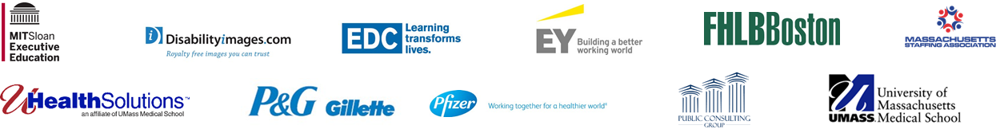 MITSloan
Executive
Education
i Disabilityimages.com
Royalty free images you can trust
EDC Learning
transforms
lives.
EY Building a better
working world
FHLBBoston
MASSACHUSETTS
STAFFING ASSOCIATION
UHealthSolutions™
an affiliate of UMass Medical School
P&G Gillette
Pfizer Working together for a healthier world®
PUBLIC CONSULTING
GROUP
U
UMASS. University of
Massachusetts
Medical School